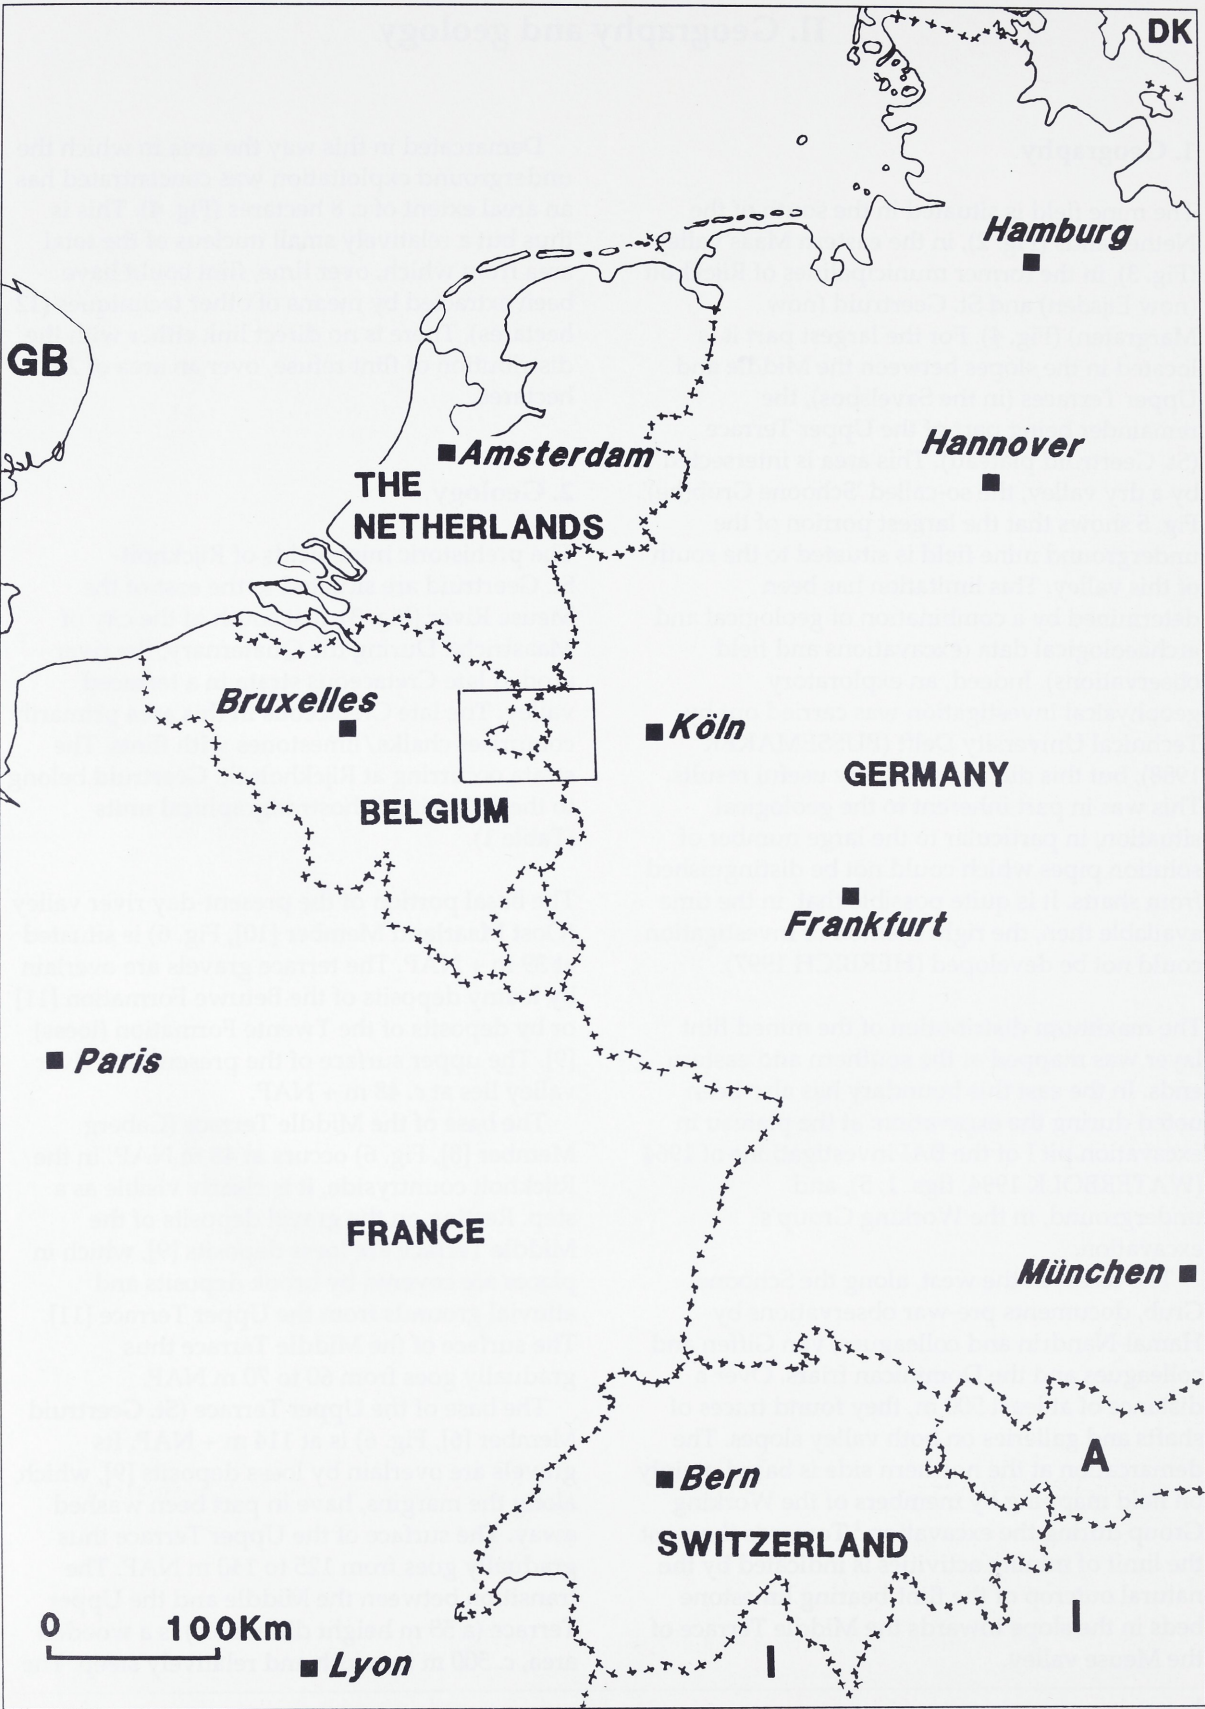 DK
Hamburg
GB
Hannover
Amsterdam
THE
NETHERLANDS
Bruxelles
Köln
GERMANY
BELGIUM
Frankfurt
Paris
FRANCE
München
A
Bern
SWITZERLAND
I
I
0 100Km
Lyon